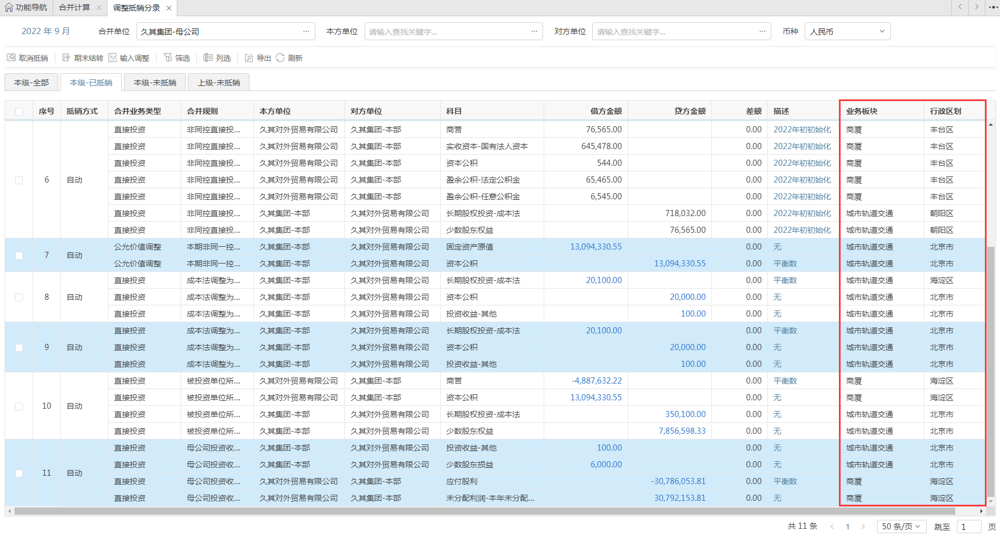 功能导航 合并计算 调整抵销分录
2022 年 9 月 合并单位 久其集团-母公司 ··· 本方单位 请输入查找关键字... ··· 对方单位 请输入查找关键字... ··· 币种 人民币
取消抵销 期末结转 输入调整 筛选 列选 导出 刷新
本级-全部 本级-已抵销 本级-未抵销 上级-未抵销
序号 抵销方式 合并业务类型 合并规则 本方单位 对方单位 科目 借方金额 贷方金额 差额 描述 业务板块 行政区划
直接投资 非同控直接投... 久其对外贸易有限公司 久其集团-本部 商誉 76,565.00 0.00 2022年初初始化 商厦 丰台区
直接投资 非同控直接投... 久其对外贸易有限公司 久其集团-本部 实收资本-国有法人资本 645,478.00 0.00 2022年初初始化 商厦 丰台区
直接投资 非同控直接投... 久其对外贸易有限公司 久其集团-本部 资本公积 544.00 0.00 2022年初初始化 商厦 丰台区
6 自动 直接投资 非同控直接投... 久其对外贸易有限公司 久其集团-本部 盈余公积-法定公积金 65,465.00 0.00 2022年初初始化 商厦 丰台区
直接投资 非同控直接投... 久其对外贸易有限公司 久其集团-本部 盈余公积-任意公积金 6,545.00 0.00 2022年初初始化 商厦 丰台区
直接投资 非同控直接投... 久其集团-本部 久其对外贸易有限公司 长期股权投资-成本法 718,032.00 0.00 2022年初初始化 城市轨道交通 朝阳区
直接投资 非同控直接投... 久其集团-本部 久其对外贸易有限公司 少数股东权益 76,565.00 0.00 2022年初初始化 城市轨道交通 朝阳区
7 自动 公允价值调整 本期非同一控... 久其集团-本部 久其对外贸易有限公司 固定资产原值 13,094,330.55 0.00 无 城市轨道交通 北京市
公允价值调整 本期非同一控... 久其集团-本部 久其对外贸易有限公司 资本公积 13,094,330.55 0.00 平衡数 城市轨道交通 北京市
直接投资 成本法调整为... 久其集团-本部 久其对外贸易有限公司 长期股权投资-成本法 20,100.00 0.00 平衡数 城市轨道交通 海淀区
8 自动 直接投资 成本法调整为... 久其集团-本部 久其对外贸易有限公司 资本公积 20,000.00 0.00 无 城市轨道交通 北京市
直接投资 成本法调整为... 久其集团-本部 久其对外贸易有限公司 投资收益-其他 100.00 0.00 无 城市轨道交通 北京市
直接投资 成本法调整为... 久其集团-本部 久其对外贸易有限公司 长期股权投资-成本法 20,100.00 0.00 平衡数 城市轨道交通 北京市
9 自动 直接投资 成本法调整为... 久其集团-本部 久其对外贸易有限公司 资本公积 20,000.00 0.00 无 城市轨道交通 北京市
直接投资 成本法调整为... 久其集团-本部 久其对外贸易有限公司 投资收益-其他 100.00 0.00 无 城市轨道交通 北京市
直接投资 被投资单位所... 久其对外贸易有限公司 久其集团-本部 商誉 -4,887,632.22 0.00 平衡数 商厦 海淀区
10 自动 直接投资 被投资单位所... 久其对外贸易有限公司 久其集团-本部 资本公积 13,094,330.55 0.00 无 商厦 海淀区
直接投资 被投资单位所... 久其集团-本部 久其对外贸易有限公司 长期股权投资-成本法 350,100.00 0.00 无 城市轨道交通 北京市
直接投资 被投资单位所... 久其集团-本部 久其对外贸易有限公司 少数股东权益 7,856,598.33 0.00 无 城市轨道交通 北京市
直接投资 母公司投资收... 久其集团-本部 久其对外贸易有限公司 投资收益-其他 100.00 0.00 无 城市轨道交通 北京市
11 自动 直接投资 母公司投资收... 久其集团-本部 久其对外贸易有限公司 少数股东损益 6,000.00 0.00 无 城市轨道交通 北京市
直接投资 母公司投资收... 久其对外贸易有限公司 久其集团-本部 应付股利 -30,786,053.81 0.00 平衡数 商厦 海淀区
直接投资 母公司投资收... 久其对外贸易有限公司 久其集团-本部 未分配利润-本年未分配... 30,792,153.81 0.00 无 商厦 海淀区
共 11 条 1 50 条/页 跳至 1 页